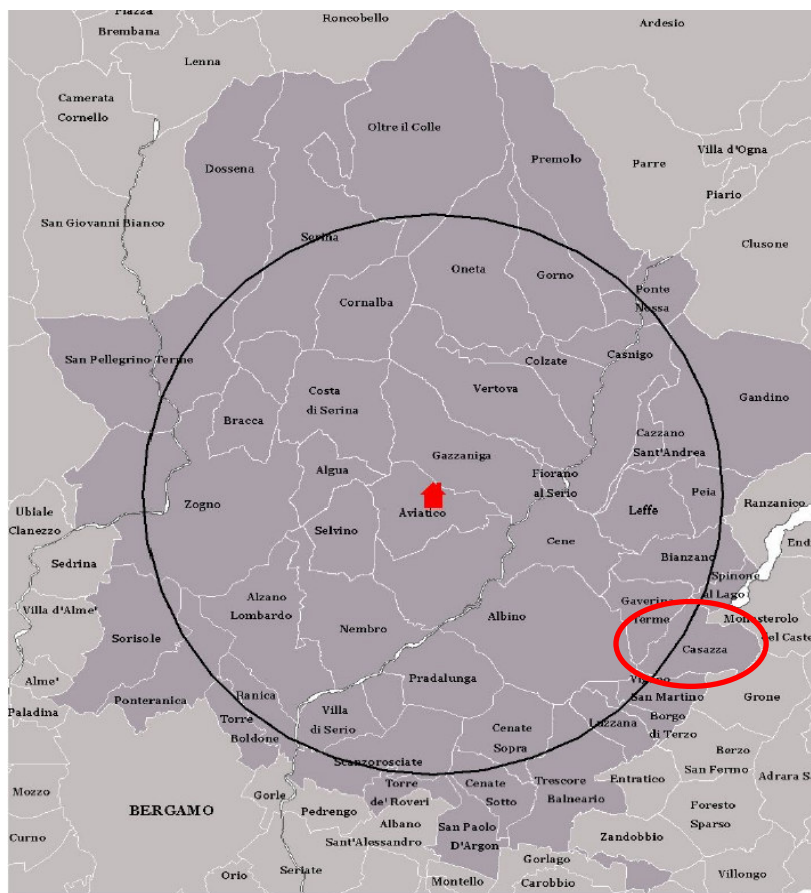 Piazza
Brembana
Roncobello
Ardesio
Lenna
Camerata
Cornello
Oltre il Colle
Villa d'Ogna
Premolo
Parre
Dossena
Piario
San Giovanni Bianco
Serina
Clusone
Oneta
Gorno
Ponte
Nossa
Cornalba
San Pellegrino Terme
Colzate
Casnigo
Vertova
Costa
di Serina
Gandino
Bracca
Cazzano
Sant'Andrea
Gazzaniga
Algua
Fiorano
al Serio
Peia
Ranzanico
Zogno
Aviatico
Leffe
Ubiale
Clanezzo
Selvino
Cene
End
Sedrina
Bianzano
Spinone
al Lago
Villa d'Alme'
Alzano
Lombardo
Gaverina
Terme
Albino
Monasterolo
del Caste
Sorisole
Nembro
Casazza
Alme'
Pradalunga
Vigano
San Martino
Grone
Ponteranica
Ranica
Paladina
Villa
di Serio
Torre
Boldone
Cenate
Sopra
Luzzana
Borgo
di Terzo
Scanzorosciate
Berzo
San Fermo
Mozzo
Torre
de' Roveri
Cenate
Sotto
Trescore
Balneario
Entratico
Adrara S
BERGAMO
Gorle
Pedrengo
Foresto
Sparso
Curno
Albano
Sant'Alessandro
San Paolo
D'Argon
Zandobbio
Gorlago
Orio
Seriate
Montello
Carobbio
Villongo